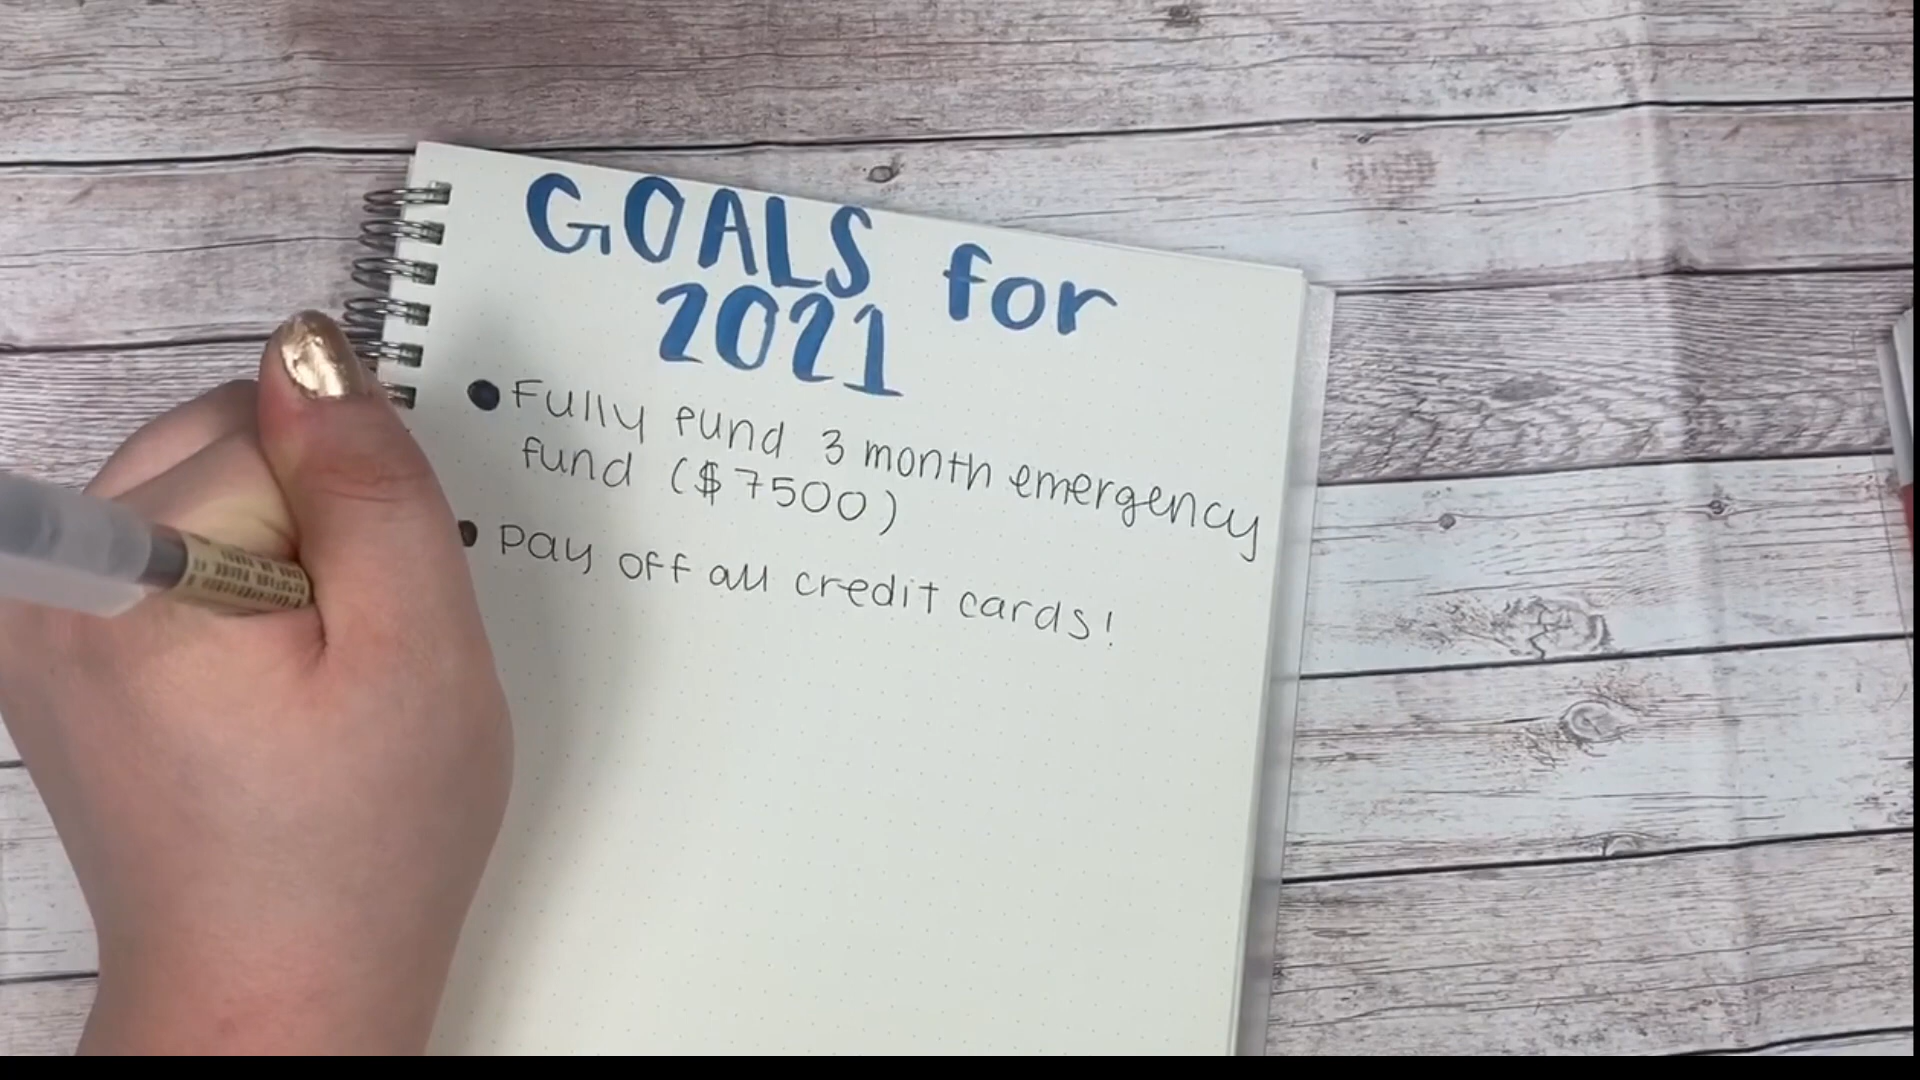 GOALS for
2021
• Fully fund 3 month emergency
fund ($7500)
• pay off all credit cards!